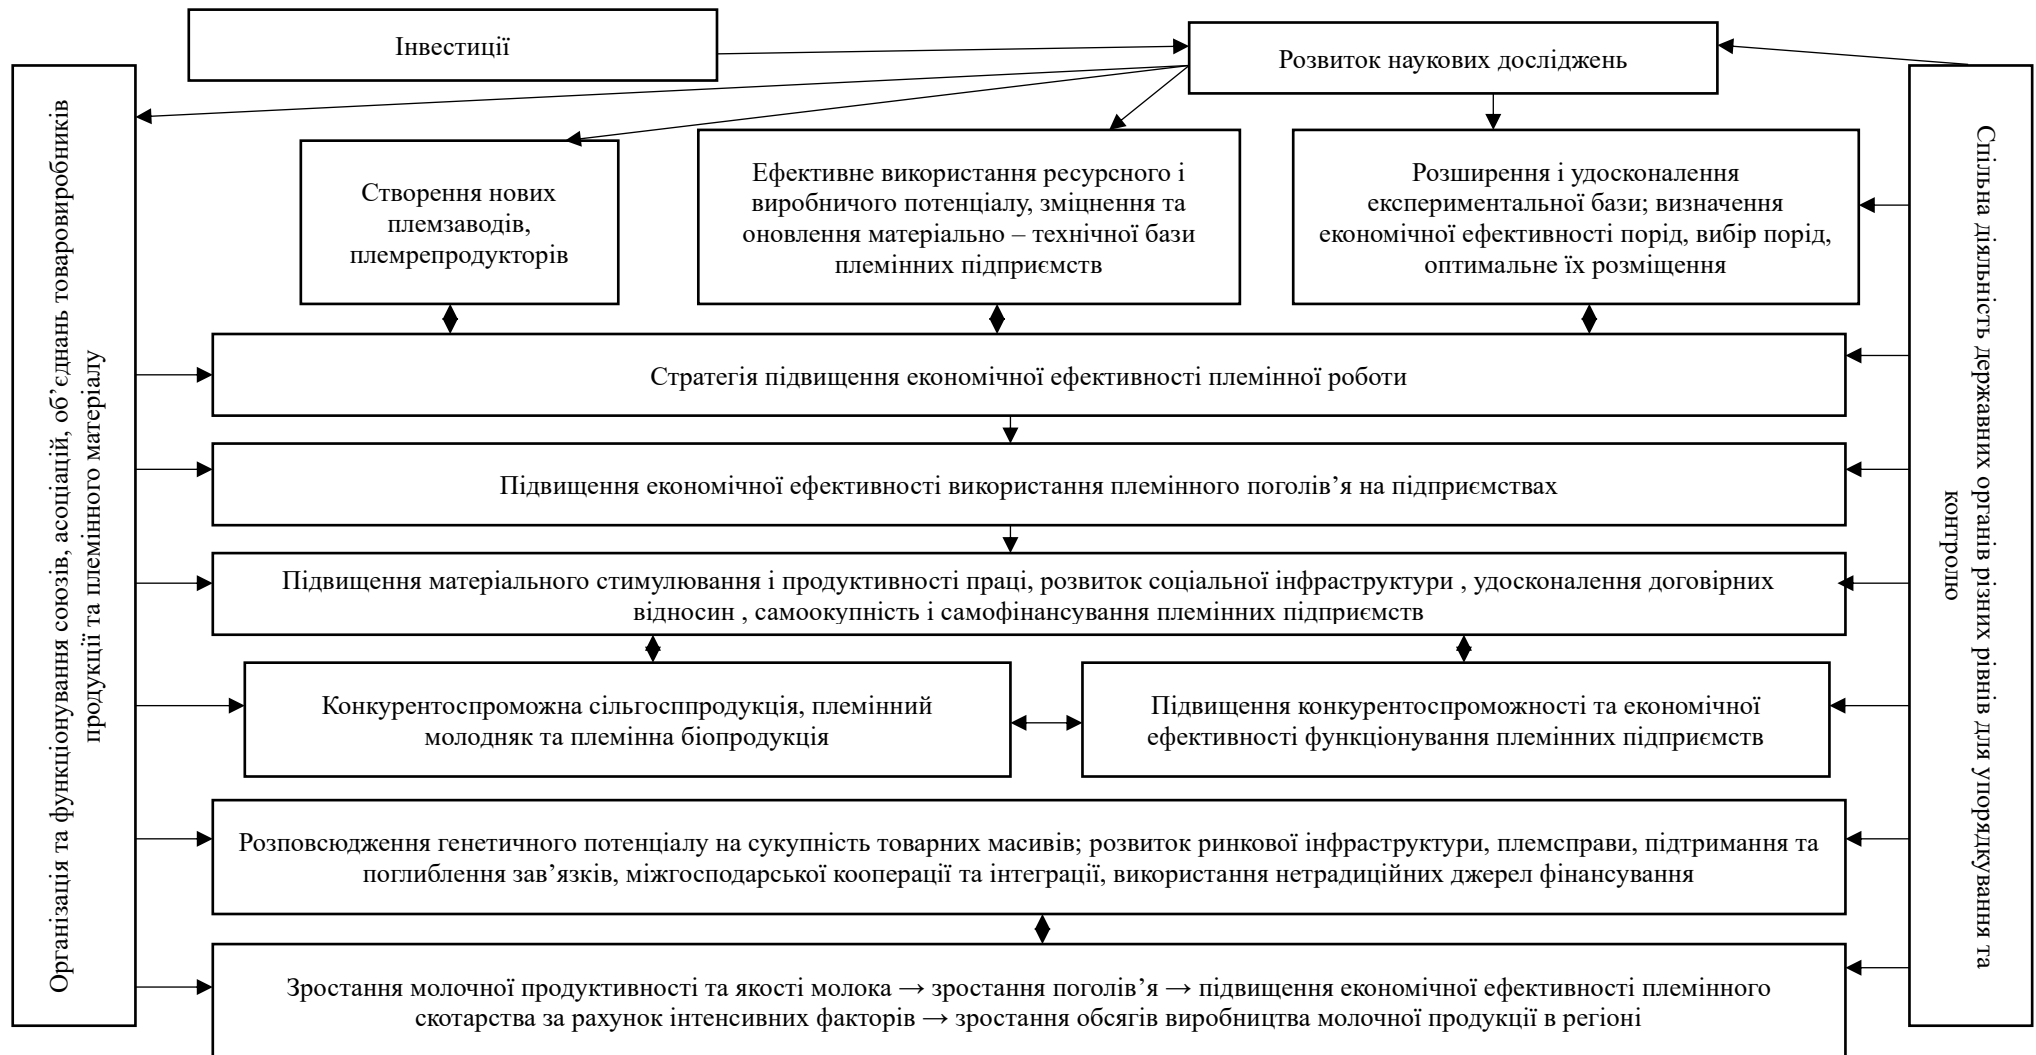 Інвестиції
Розвиток наукових досліджень
Організація та функціонування союзів, асоціацій, об’єднань товаровиробників
продукції та племінного матеріалу
Створення нових
племзаводів,
племрепродукторів
Ефективне використання ресурсного і
виробничого потенціалу, зміцнення та
оновлення матеріально – технічної бази
племінних підприємств
Розширення і удосконалення
експериментальної бази; визначення
економічної ефективності порід, вибір порід,
оптимальне їх розміщення
Спільна діяльність державних органів різних рівнів для упорядкування та
контролю
Стратегія підвищення економічної ефективності племінної роботи
Підвищення економічної ефективності використання племінного поголів’я на підприємствах
Підвищення матеріального стимулювання і продуктивності праці, розвиток соціальної інфраструктури , удосконалення договірних
відносин , самоокупність і самофінансування племінних підприємств
Конкурентоспроможна сільгосппродукція, племінний
молодняк та племінна біопродукція
Підвищення конкурентоспроможності та економічної
ефективності функціонування племінних підприємств
Розповсюдження генетичного потенціалу на сукупність товарних масивів; розвиток ринкової інфраструктури, племсправи, підтримання та
поглиблення зав’язків, міжгосподарської кооперації та інтеграції, використання нетрадиційних джерел фінансування
Зростання молочної продуктивності та якості молока → зростання поголів’я → підвищення економічної ефективності племінного
скотарства за рахунок інтенсивних факторів → зростання обсягів виробництва молочної продукції в регіоні